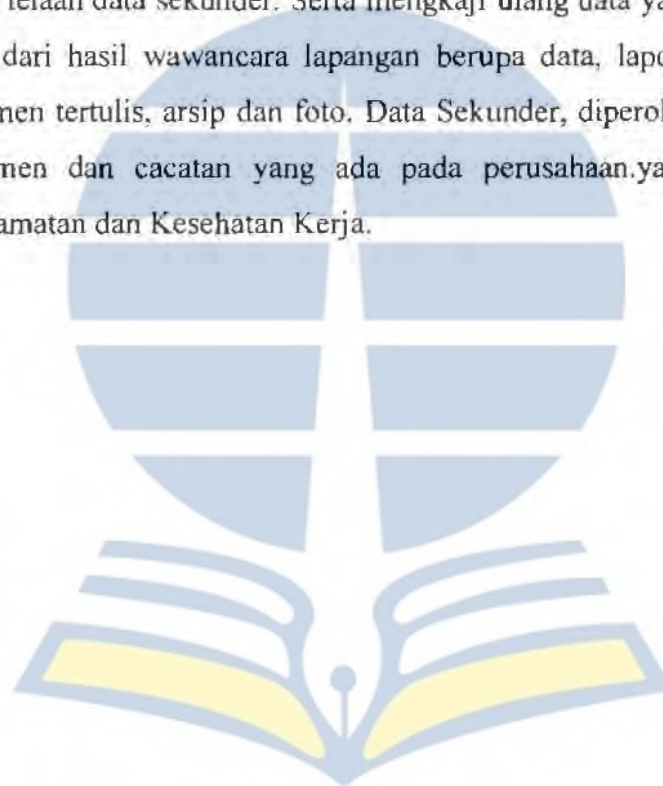 telaah data sekunder. Serta mengkaji ulang data ya
dari hasil wawancara lapangan berupa data, lapo
men tertulis, arsip dan foto. Data Sekunder, diperol
men dan cacatan yang ada pada perusahaan.ya
amatan dan Kesehatan Kerja.